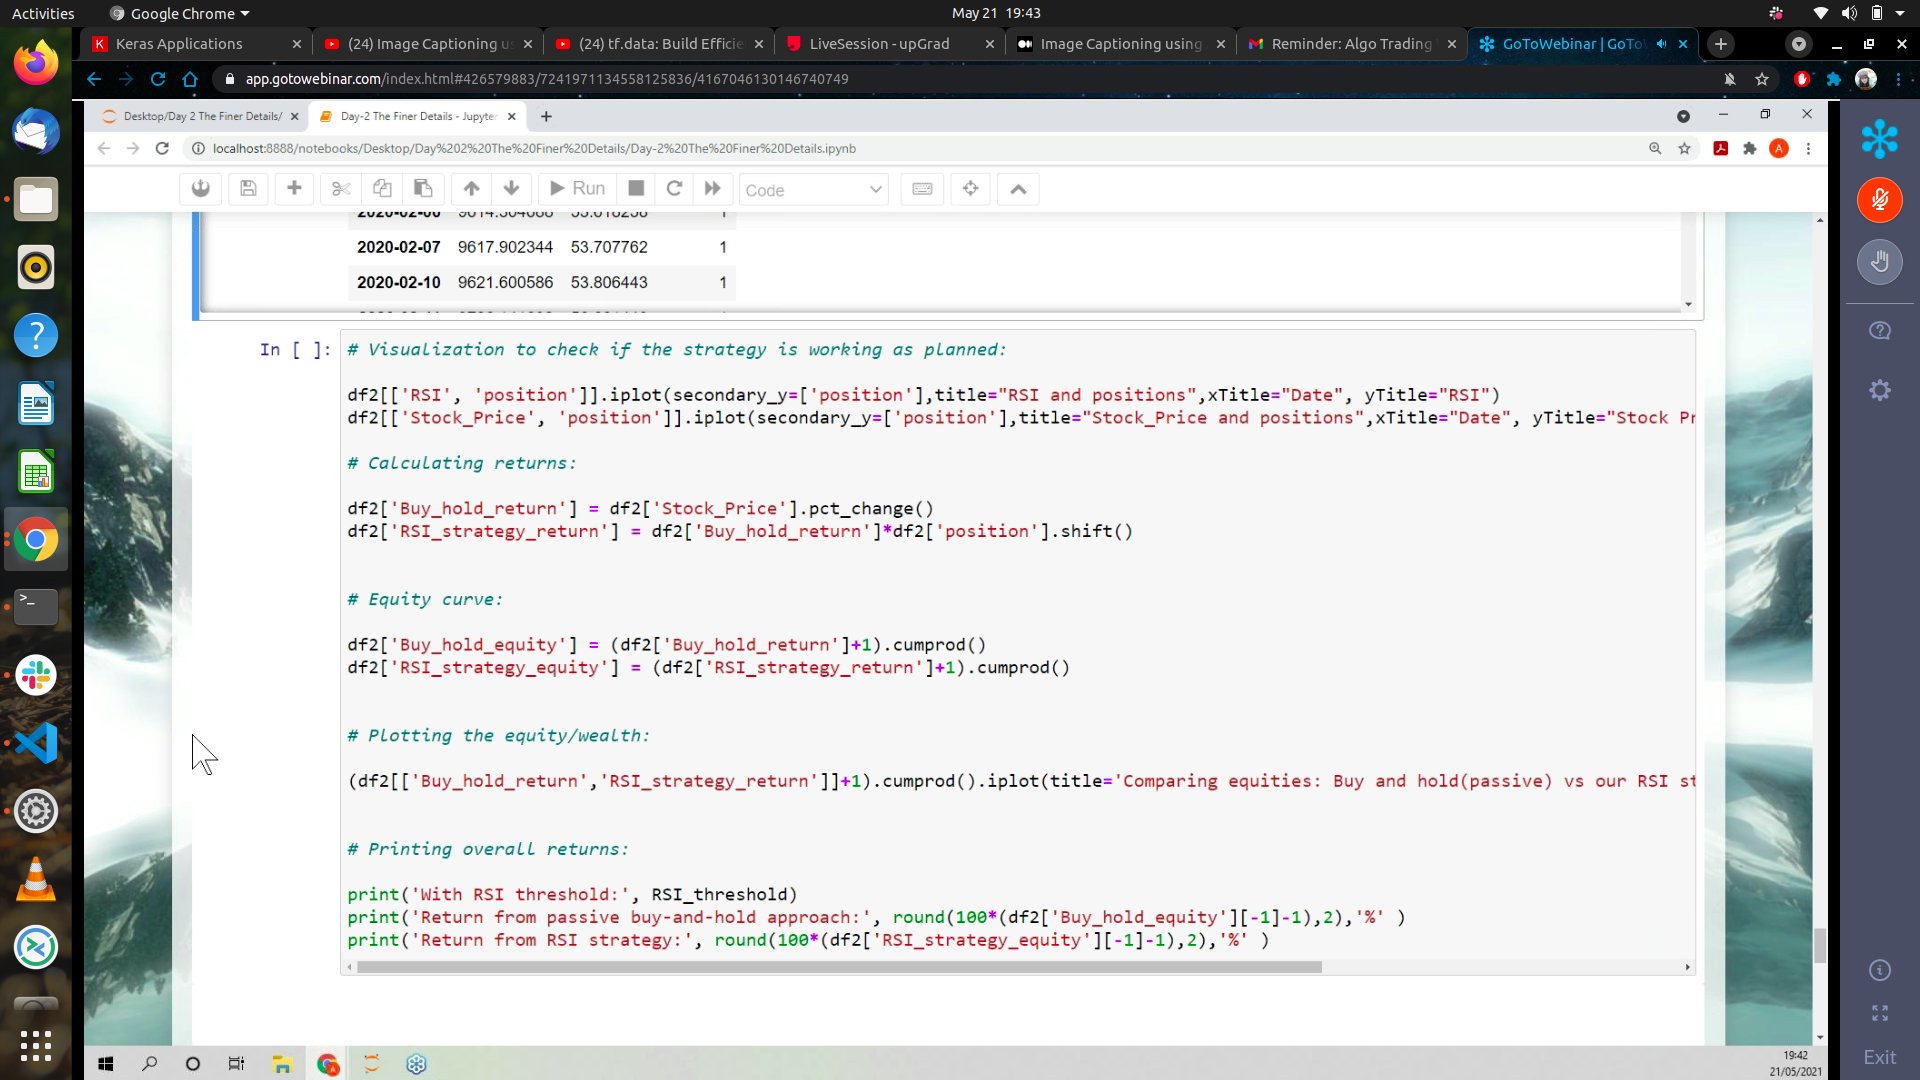 Activities
Google Chrome
May 21 19:43
Keras Applications
(24) Image Captioning us
(24) tf.data: Build Efficie
LiveSession - upGrad
Image Captioning using
Reminder: Algo Trading
GoToWebinar | GoToW
app.gotowebinar.com/index.html#426579883/7241971134558125836/4167046130146740749
Desktop/Day 2 The Finer Details/
Day-2 The Finer Details - Jupyter
localhost:8888/notebooks/Desktop/Day%202%20The%20Finer%20Details/Day-2%20The%20Finer%20Details.ipynb
A
Run
Code
2020-02-07 9617.902344 53.707762 1
2020-02-10 9621.600586 53.806443 1
In [ ]:
# Visualization to check if the strategy is working as planned:
df2[['RSI', 'position']].iplot(secondary_y=['position'],title="RSI and positions",xTitle="Date", yTitle="RSI")
df2[['Stock_Price', 'position']].iplot(secondary_y=['position'],title="Stock_Price and positions",xTitle="Date", yTitle="Stock Pr
# Calculating returns:
df2['Buy_hold_return'] = df2['Stock_Price'].pct_change()
df2['RSI_strategy_return'] = df2['Buy_hold_return']*df2['position'].shift()
# Equity curve:
df2['Buy_hold_equity'] = (df2['Buy_hold_return']+1).cumprod()
df2['RSI_strategy_equity'] = (df2['RSI_strategy_return']+1).cumprod()
# Plotting the equity/wealth:
(df2[['Buy_hold_return','RSI_strategy_return']]+1).cumprod().iplot(title='Comparing equities: Buy and hold(passive) vs our RSI st
# Printing overall returns:
print('With RSI threshold:', RSI_threshold)
print('Return from passive buy-and-hold approach:', round(100*(df2['Buy_hold_equity'][-1]-1),2),'%' )
print('Return from RSI strategy:', round(100*(df2['RSI_strategy_equity'][-1]-1),2),'%' )
Exit
19:42
21/05/2021